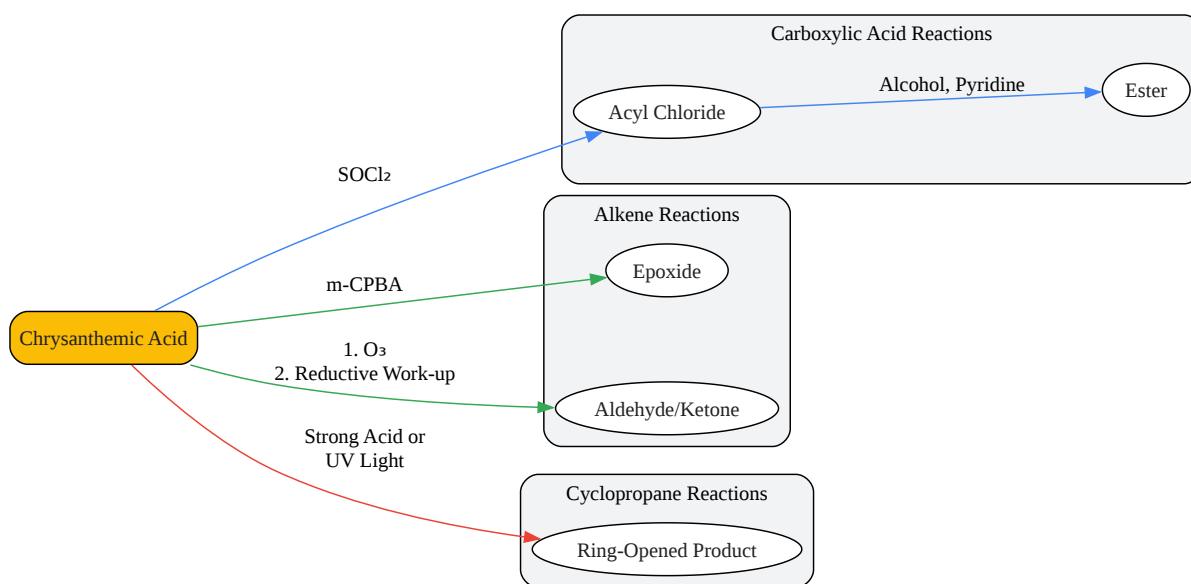 Carboxylic Acid Reactions
Alcohol, Pyridine
Ester
Acyl Chloride
SOCl₂
Alkene Reactions
Epoxide
m-CPBA
Chrysanthemic Acid
1. O₃
2. Reductive Work-up
Aldehyde/Ketone
Strong Acid or
UV Light
Cyclopropane Reactions
Ring-Opened Product